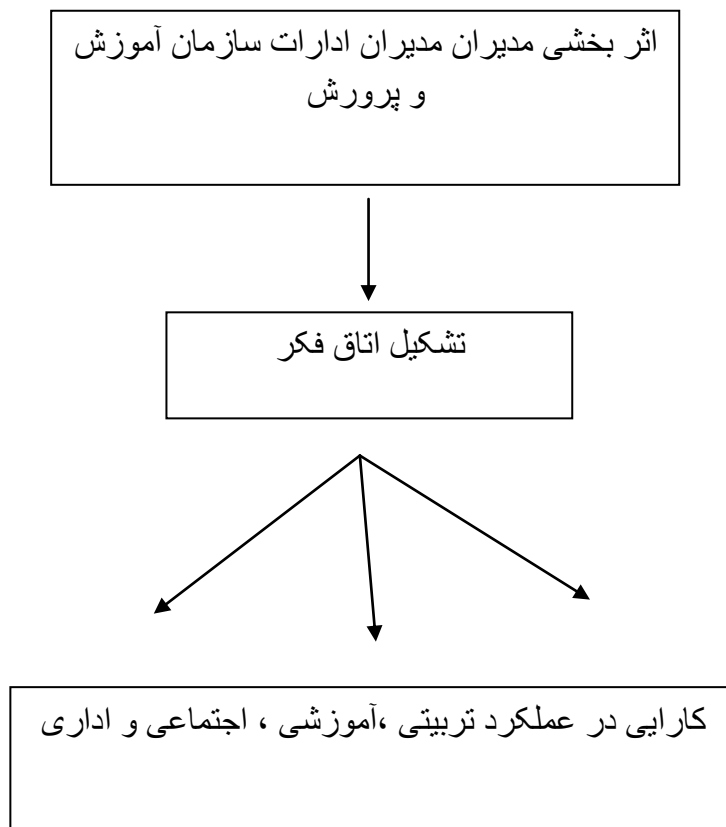 اثر بخشی مدیران مدیران ادارات سازمان آموزش
و پرورش
تشکیل اتاق فکر
کارایی در عملکرد تربیتی ،آموزشی ، اجتماعی و اداری